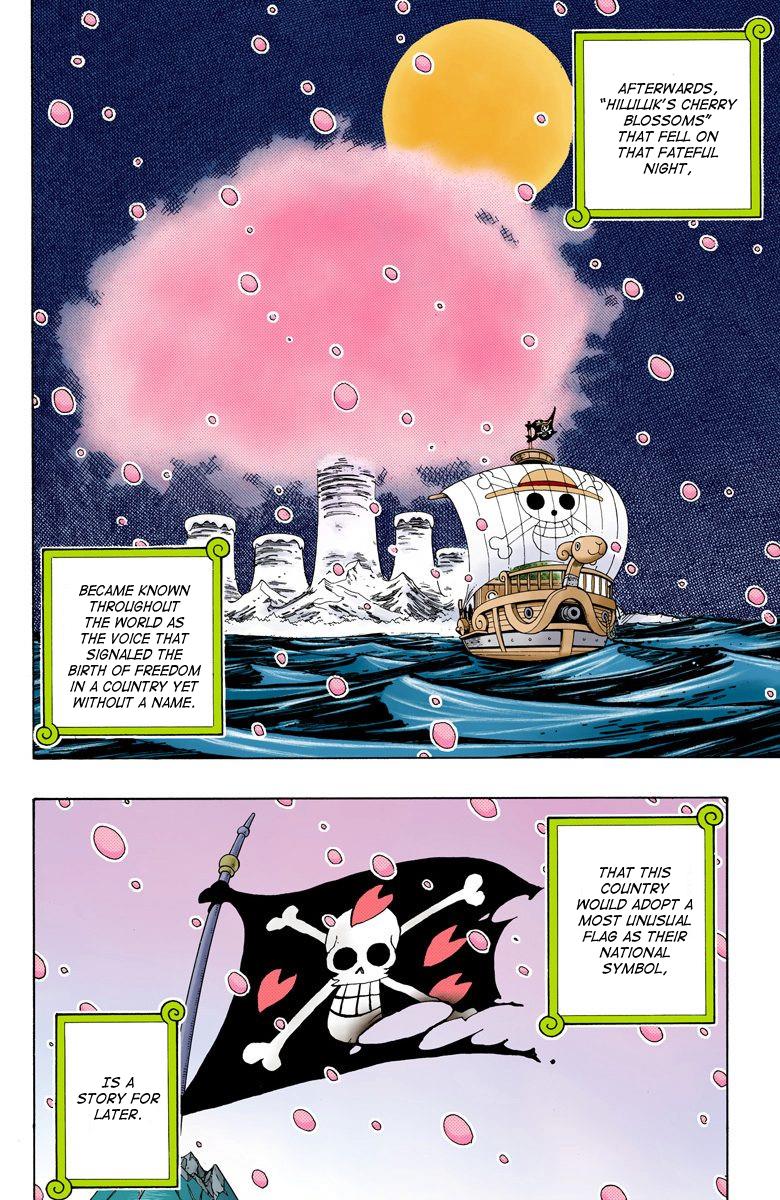 AFTERWARDS,
"HILULUK'S CHERRY
BLOSSOMS"
THAT FELL ON
THAT FATEFUL
NIGHT,
BECAME KNOWN
THROUGHOUT
THE WORLD AS
THE VOICE THAT
SIGNALED THE
BIRTH OF FREEDOM
IN A COUNTRY YET
WITHOUT A NAME.
THAT THIS
COUNTRY
WOULD ADOPT A
MOST UNUSUAL
FLAG AS THEIR
NATIONAL
SYMBOL,
IS A
STORY FOR
LATER.